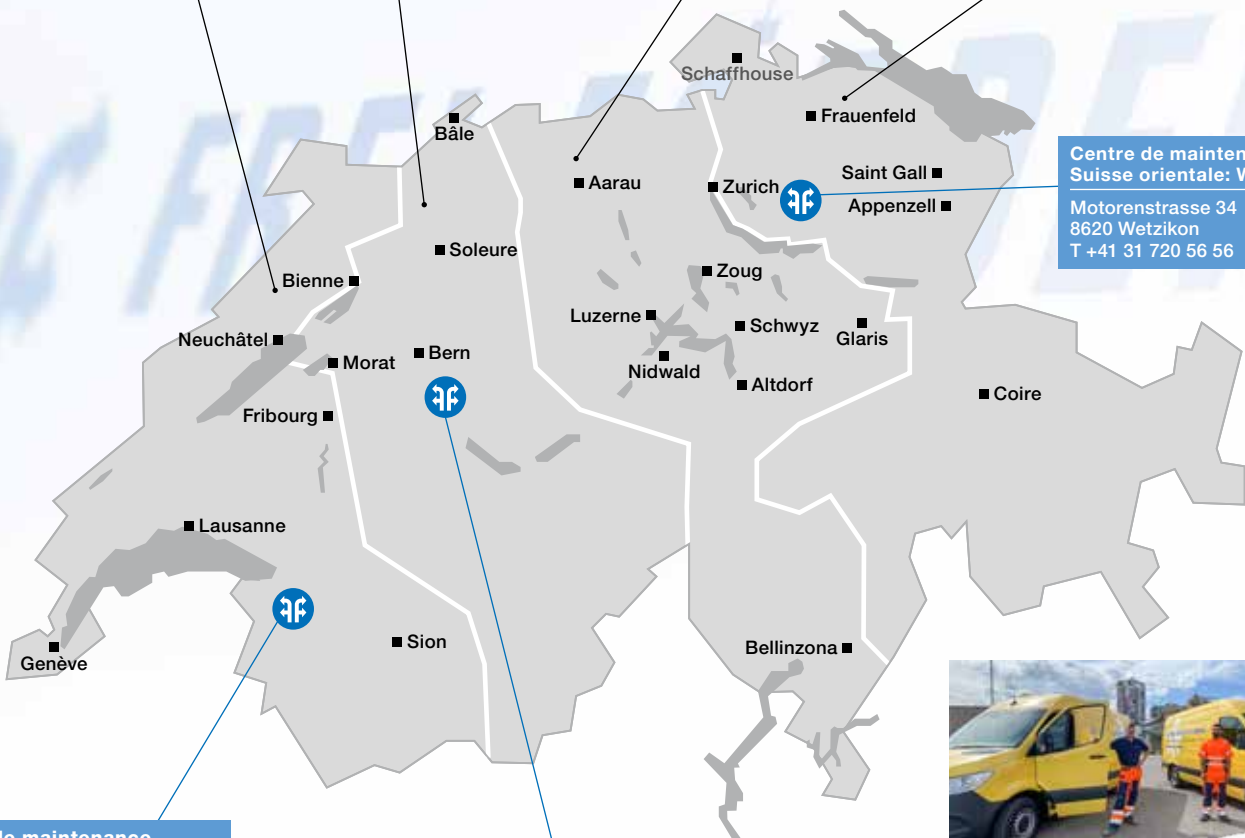 Schaffhouse
Bâle
Frauenfeld
Centre de mainten
Suisse orientale: W
Motorenstrasse 34
8620 Wetzikon
T +41 31 720 56 56
Saint Gall
Aarau
Zurich
Appenzell
Soleure
Zoug
Bienne
Luzerne
Schwyz
Neuchâtel
Glaris
Bern
Morat
Nidwald
Altdorf
Coire
Fribourg
Lausanne
Sion
Bellinzona
Genève
de maintenance